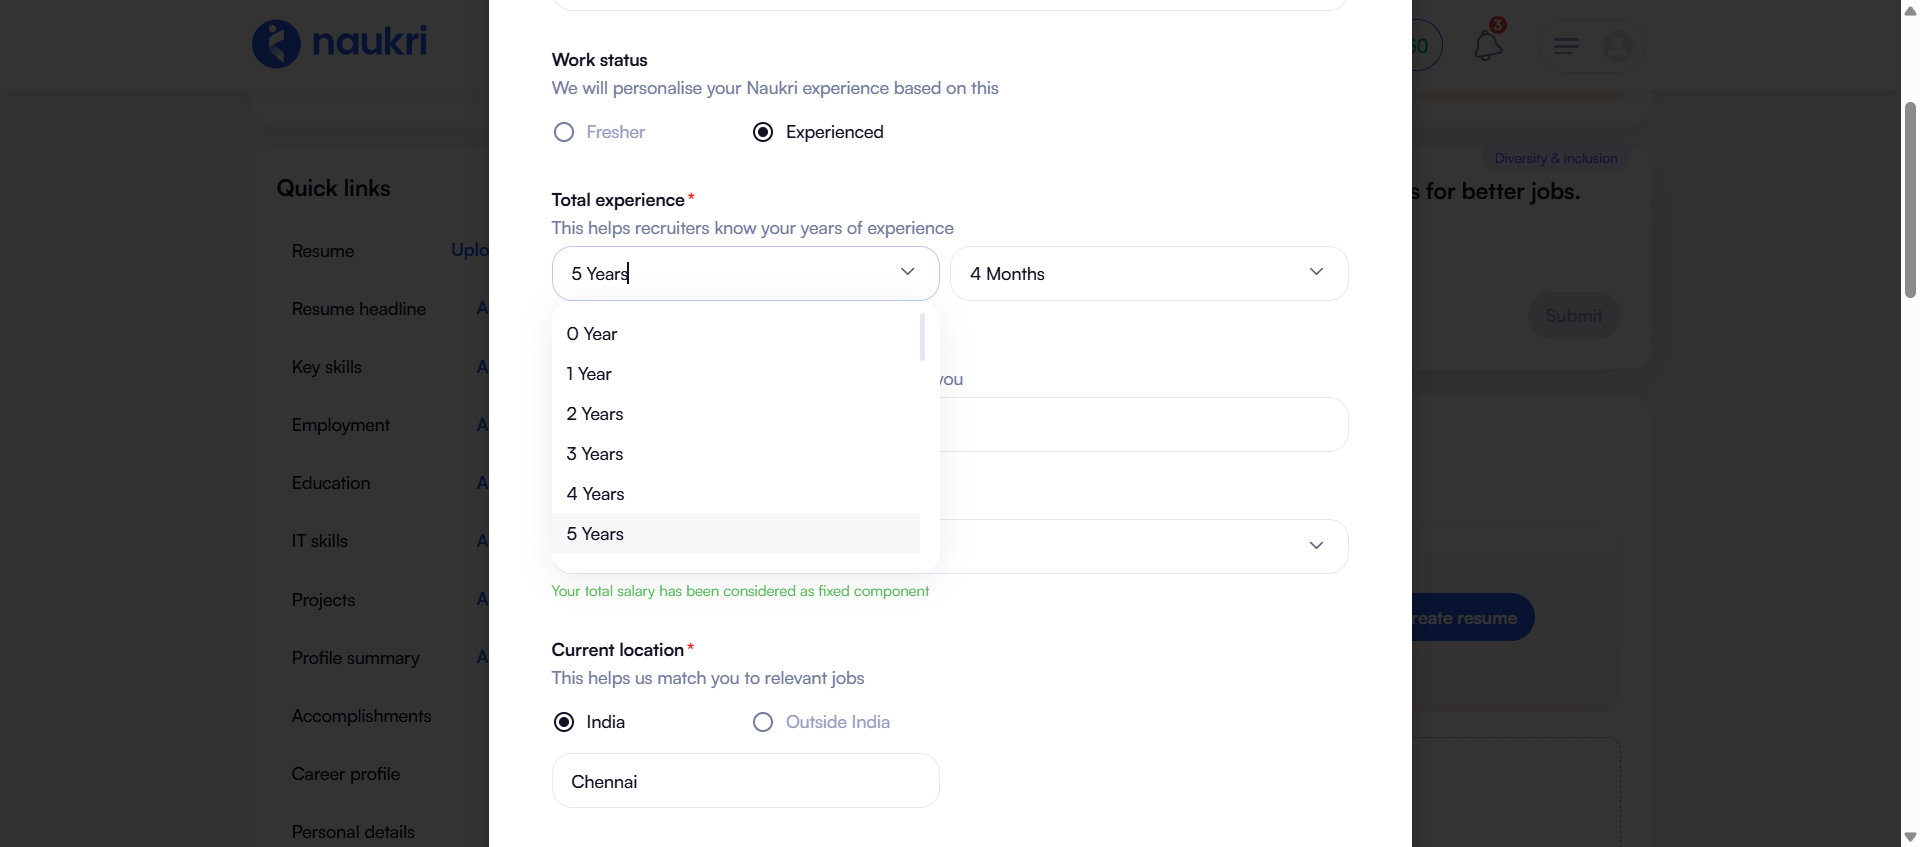 naukri
60
3
Work status
We will personalise your Naukri experience based on this
Fresher
Experienced
Diversity & inclusion
Quick links
s for better jobs.
Total experience*
This helps recruiters know your years of experience
Resume
Uplo
5 Years
4 Months
Resume headline
A
Submit
0 Year
Key skills
A
1 Year
you
2 Years
Employment
A
3 Years
Education
A
4 Years
IT skills
A
5 Years
Your total salary has been considered as fixed component
Projects
A
reate resume
Profile summary
A
Current location*
This helps us match you to relevant jobs
Accomplishments
India
Outside India
Career profile
Chennai
Personal details